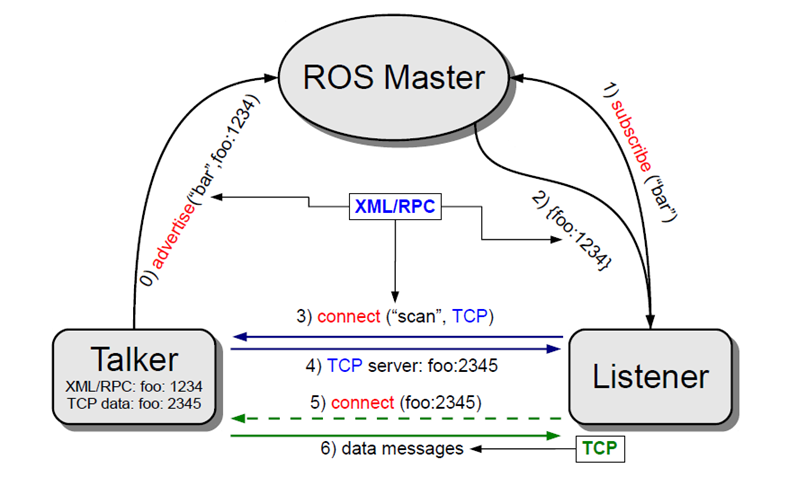 ROS Master
0) advertise(“bar”,foo:1234)
1) subscribe (“bar”)
XML/RPC
2) {foo:1234}
3) connect (“scan”, TCP)
Talker
XML/RPC: foo: 1234
TCP data: foo: 2345
4) TCP server: foo:2345
Listener
5) connect (foo:2345)
6) data messages
TCP